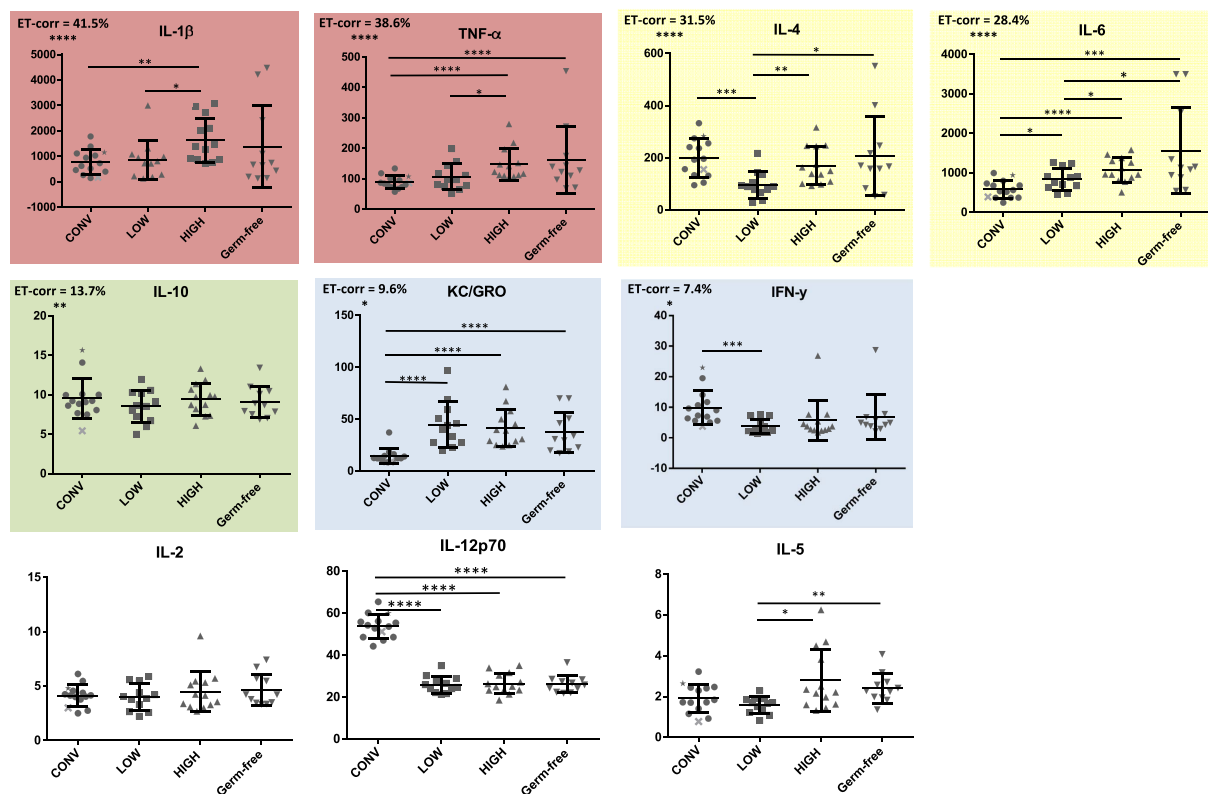 ET-corr = 41.5%
IL-1β
****
5000
4000
3000
2000
1000
0
-1000
**
*
CONV
LOW
HIGH
Germ-free
ET-corr = 38.6%
TNF-α
****
500
400
300
200
100
0
****
****
*
CONV
LOW
HIGH
Germ-free
ET-corr = 31.5%
IL-4
****
600
400
200
0
*
**
***
CONV
LOW
HIGH
Germ-free
ET-corr = 28.4%
IL-6
****
4000
3000
2000
1000
0
***
*
*
****
*
CONV
LOW
HIGH
Germ-free
ET-corr = 13.7%
IL-10
**
20
15
10
5
0
CONV
LOW
HIGH
Germ-free
ET-corr = 9.6%
KC/GRO
*
150
100
50
0
****
****
****
CONV
LOW
HIGH
Germ-free
ET-corr = 7.4%
IFN-y
*
40
30
20
10
0
-10
***
CONV
LOW
HIGH
Germ-free
IL-2
15
10
5
0
CONV
LOW
HIGH
Germ-free
IL-12p70
80
60
40
20
0
****
****
****
CONV
LOW
HIGH
Germ-free
IL-5
8
6
4
2
0
**
*
CONV
LOW
HIGH
Germ-free